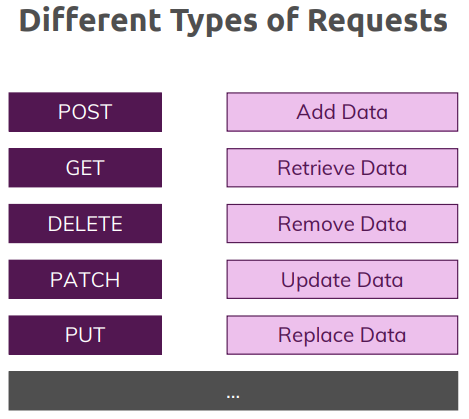 Different Types of Requests
POST Add Data
GET Retrieve Data
DELETE Remove Data
PATCH Update Data
PUT Replace Data
...